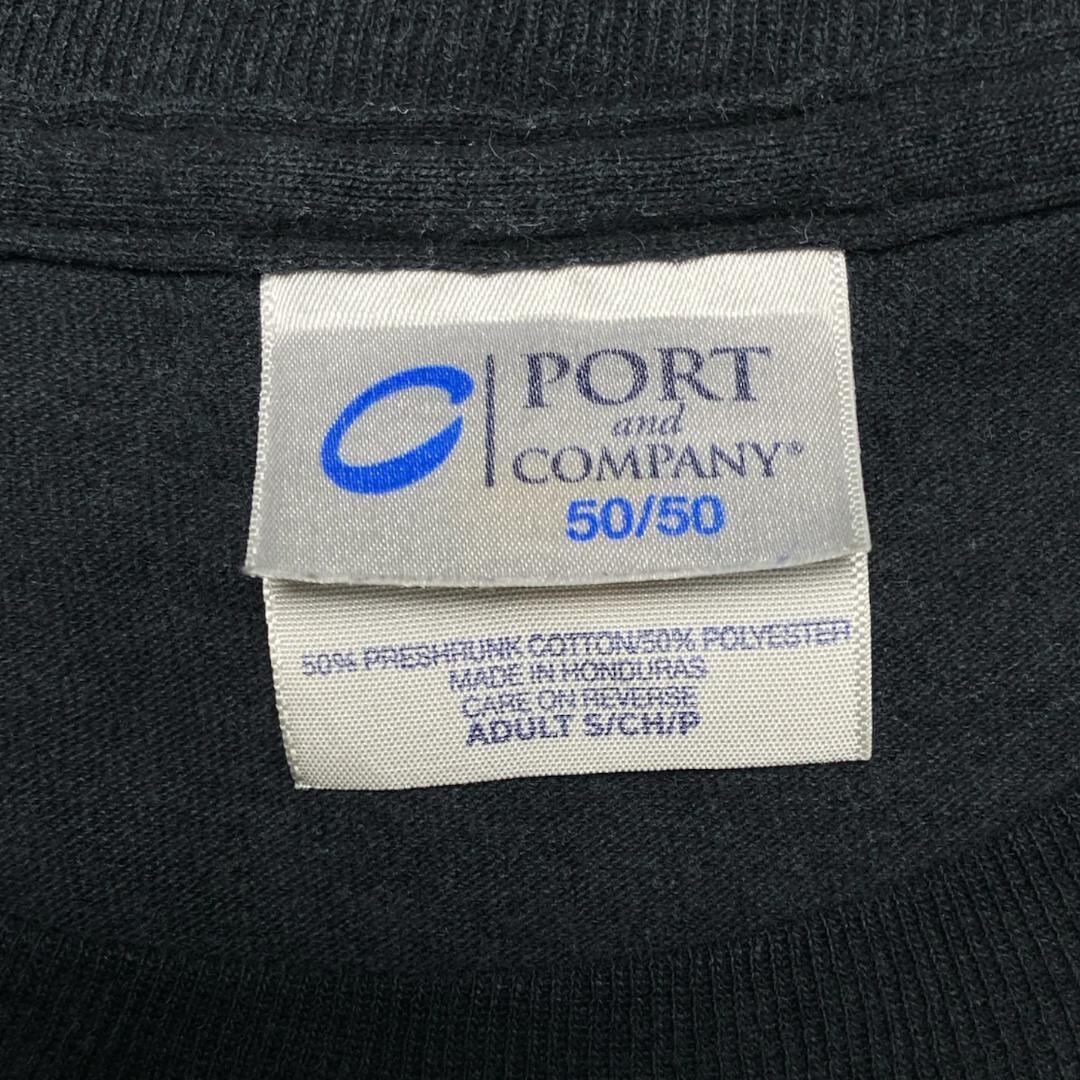 PORT
and
COMPANY®
50/50
50% PRESHRUNK COTTON/50% POLYESTER
MADE IN HONDURAS
CARE ON REVERSE
ADULT S/CH/P